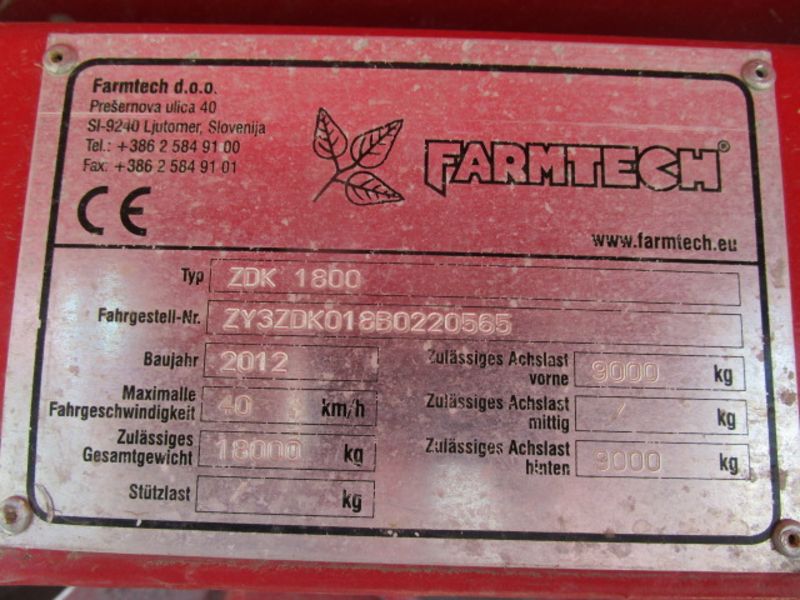 Farmtech d.o.o.
Prešernova ulica 40
SI-9240 Ljutomer, Slovenija
Tel.: +386 2 584 91 00
Fax: +386 2 584 91 01
CE
FARMTECH®
www.farmtech.eu
Typ ZDK 1800
Fahrgestell-Nr. ZY3ZDK018B0220565
Baujahr 2012
Maximalle
Fahrgeschwindigkeit 40 km/h
Zulässiges
Gesamtgewicht 18000 kg
Stützlast / kg
Zulässiges Achslast
vorne 9000 kg
Zulässiges Achslast
mittig / kg
Zulässiges Achslast
hinten 9000 kg